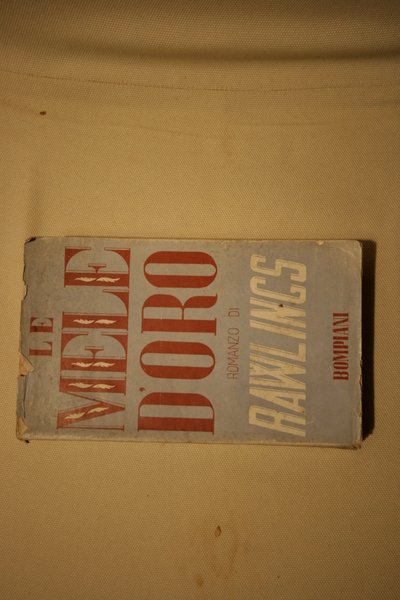 LE
MELE
D'ORO
ROMANZO DI
RAWLINGS
BOMPIANI